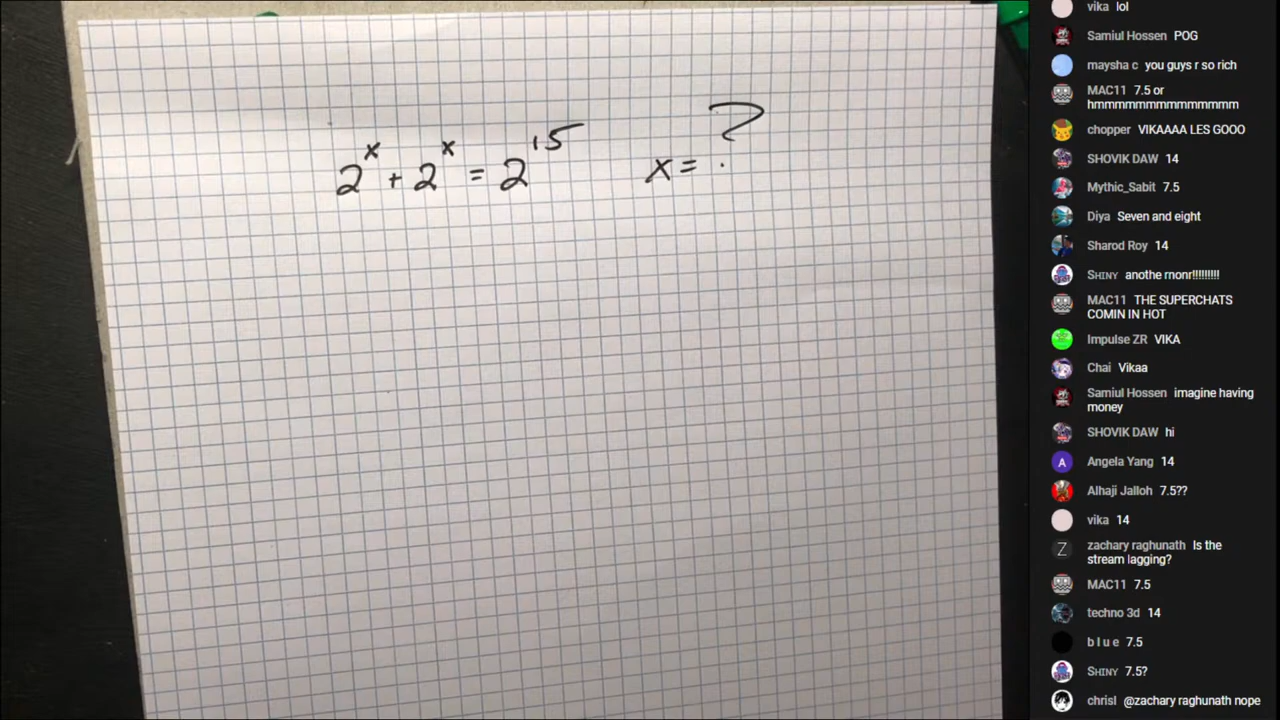 2^x + 2^x = 2^15 x = ?
vika lol
Samiul Hossen POG
maysha c you guys r so rich
MAC11 7.5 or
hmmmmmmmmmmmmmm
chopper VIKAAAA LES GOOO
SHOVIK DAW 14
Mythic_Sabit 7.5
Diya Seven and eight
Sharod Roy 14
SHINY anothe rnonr!!!!!!!!!
MAC11 THE SUPERCHATS
COMIN IN HOT
Impulse ZR VIKA
Chai Vikaa
Samiul Hossen imagine having
money
SHOVIK DAW hi
A Angela Yang 14
Alhaji Jalloh 7.5??
vika 14
Z zachary raghunath Is the
stream lagging?
MAC11 7.5
techno 3d 14
b l u e 7.5
SHINY 7.5?
chrisl @zachary raghunath nope